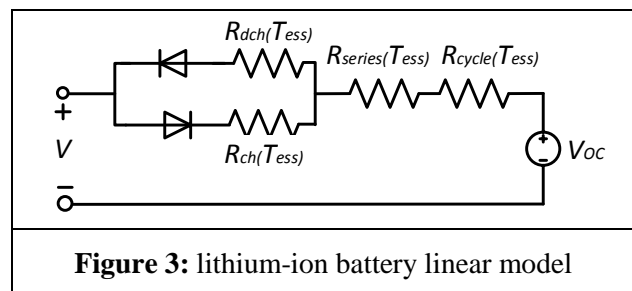 Rdch(Tess)
Rseries(Tess) Rcycle(Tess)
+
V
−
Rch(Tess)
+
-
VOC
Figure 3: lithium-ion battery linear model